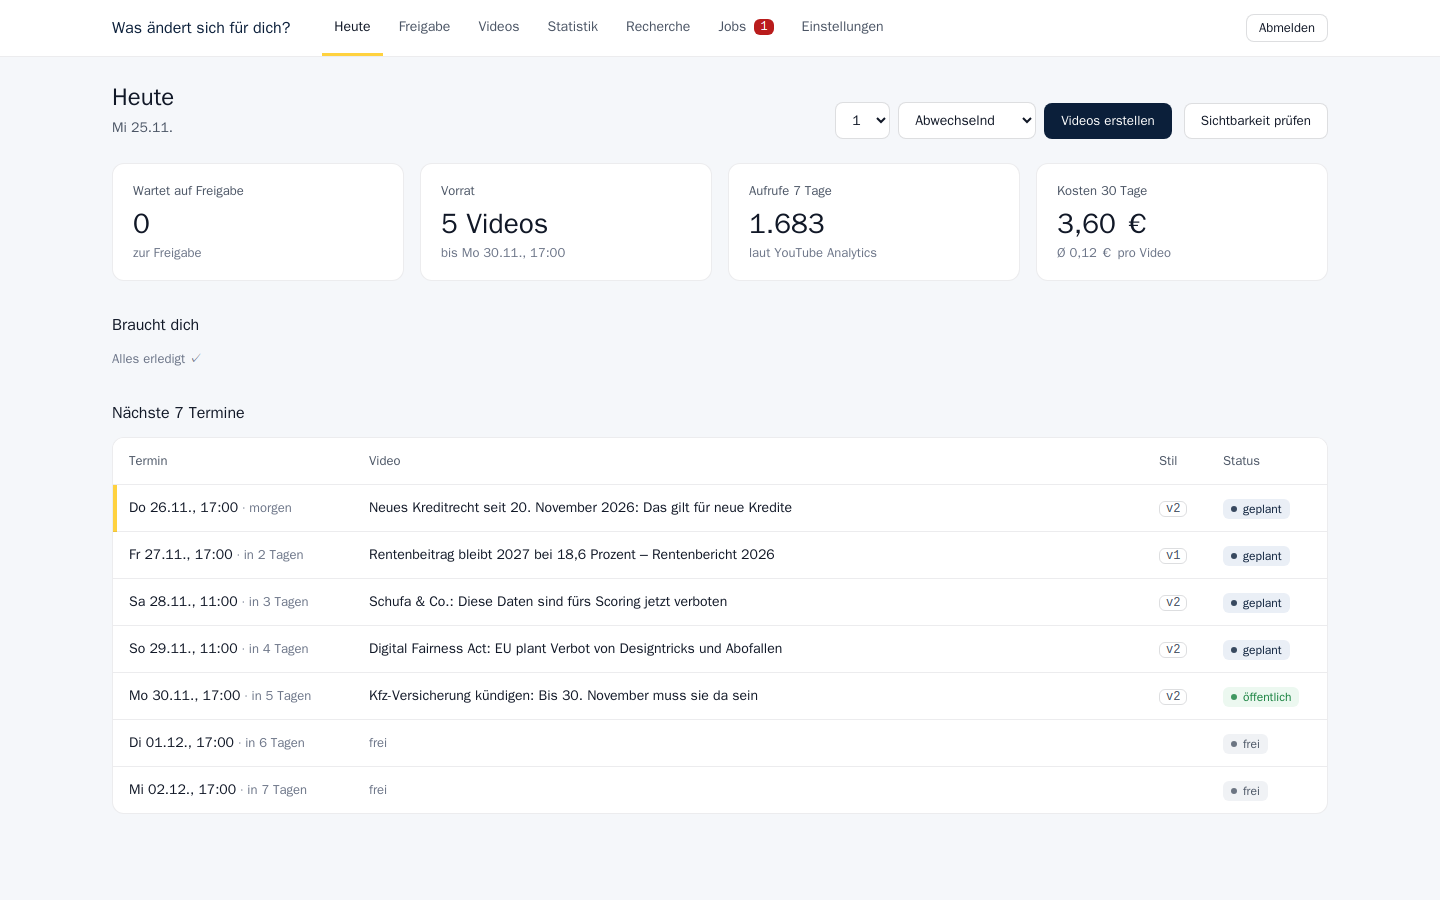 Was ändert sich für dich? Heute Freigabe Videos Statistik Recherche Jobs 1 Einstellungen Abmelden
Heute
Mi 25.11.
1 Abwechselnd Videos erstellen Sichtbarkeit prüfen
Wartet auf Freigabe
0
zur Freigabe
Vorrat
5 Videos
bis Mo 30.11., 17:00
Aufrufe 7 Tage
1.683
laut YouTube Analytics
Kosten 30 Tage
3,60 €
Ø 0,12 € pro Video
Braucht dich
Alles erledigt ✓
Nächste 7 Termine
Termin Video Stil Status
Do 26.11., 17:00 · morgen Neues Kreditrecht seit 20. November 2026: Das gilt für neue Kredite v2 geplant
Fr 27.11., 17:00 · in 2 Tagen Rentenbeitrag bleibt 2027 bei 18,6 Prozent – Rentenbericht 2026 v1 geplant
Sa 28.11., 11:00 · in 3 Tagen Schufa & Co.: Diese Daten sind fürs Scoring jetzt verboten v2 geplant
So 29.11., 11:00 · in 4 Tagen Digital Fairness Act: EU plant Verbot von Designtricks und Abofallen v2 geplant
Mo 30.11., 17:00 · in 5 Tagen Kfz-Versicherung kündigen: Bis 30. November muss sie da sein v2 öffentlich
Di 01.12., 17:00 · in 6 Tagen frei frei
Mi 02.12., 17:00 · in 7 Tagen frei frei